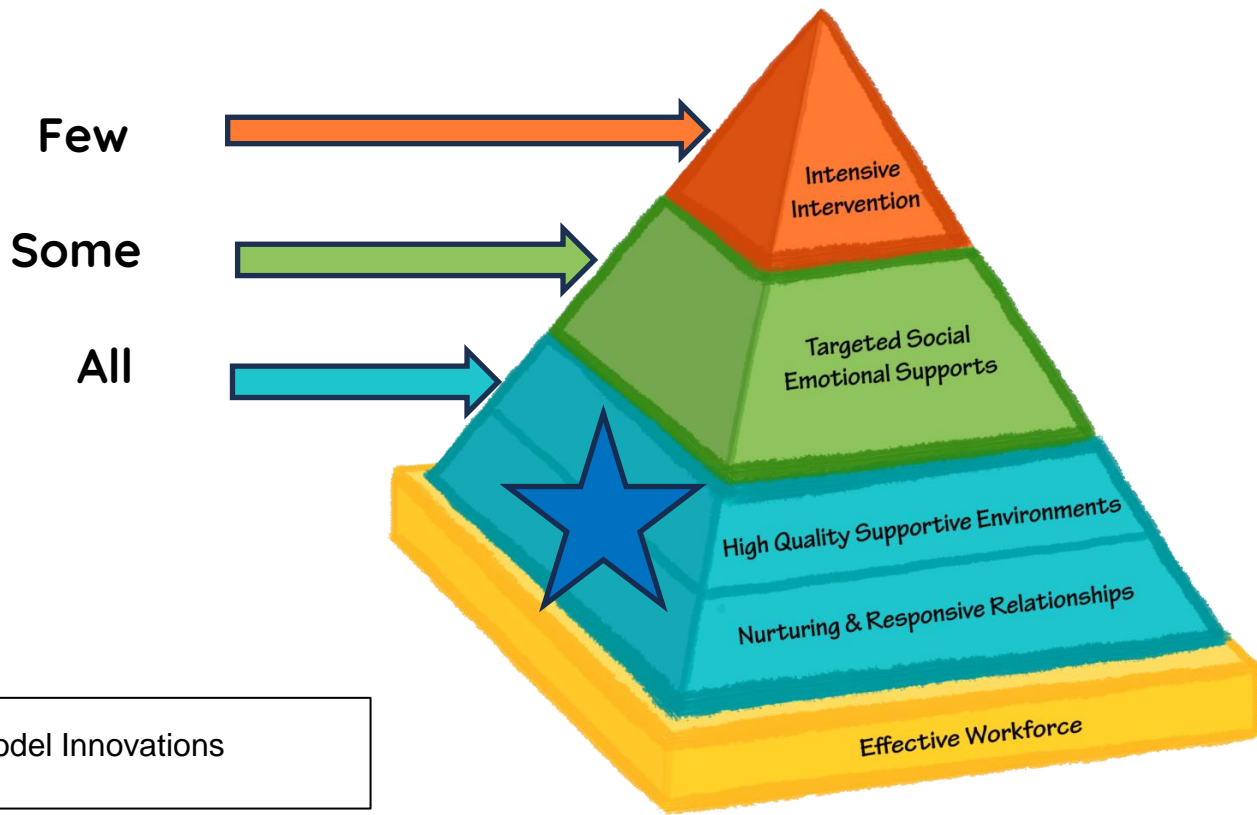 Few
Some
All
Intensive
Intervention
Targeted Social
Emotional Supports
High Quality Supportive Environments
Nurturing & Responsive Relationships
Effective Workforce
Innovations